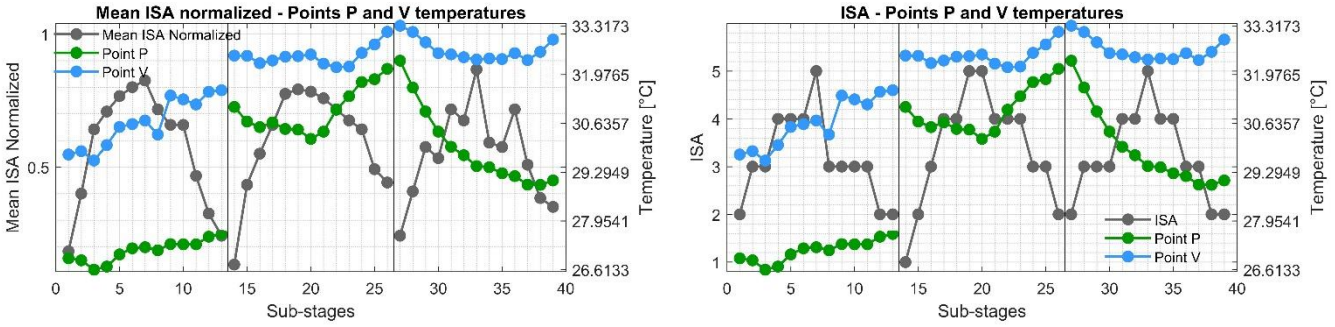 Mean ISA normalized - Points P and V temperatures
Mean ISA Normalized
Point P
Point V
1
0.5
Mean ISA Normalized
33.3173
31.9765
30.6357
29.2949
27.9541
26.6133
Temperature [°C]
0 5 10 15 20 25 30 35 40
Sub-stages
ISA - Points P and V temperatures
5
4
3
2
1
ISA
ISA
Point P
Point V
33.3173
31.9765
30.6357
29.2949
27.9541
26.6133
Temperature [°C]
0 5 10 15 20 25 30 35 40
Sub-stages